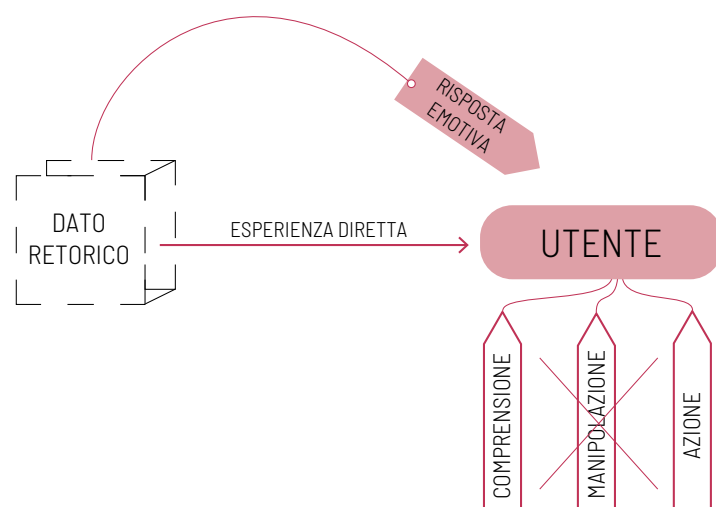 RISPOSTA
EMOTIVA
DATO
RETORICO
ESPERIENZA DIRETTA
UTENTE
COMPRENSIONE
MANIPOLAZIONE
AZIONE